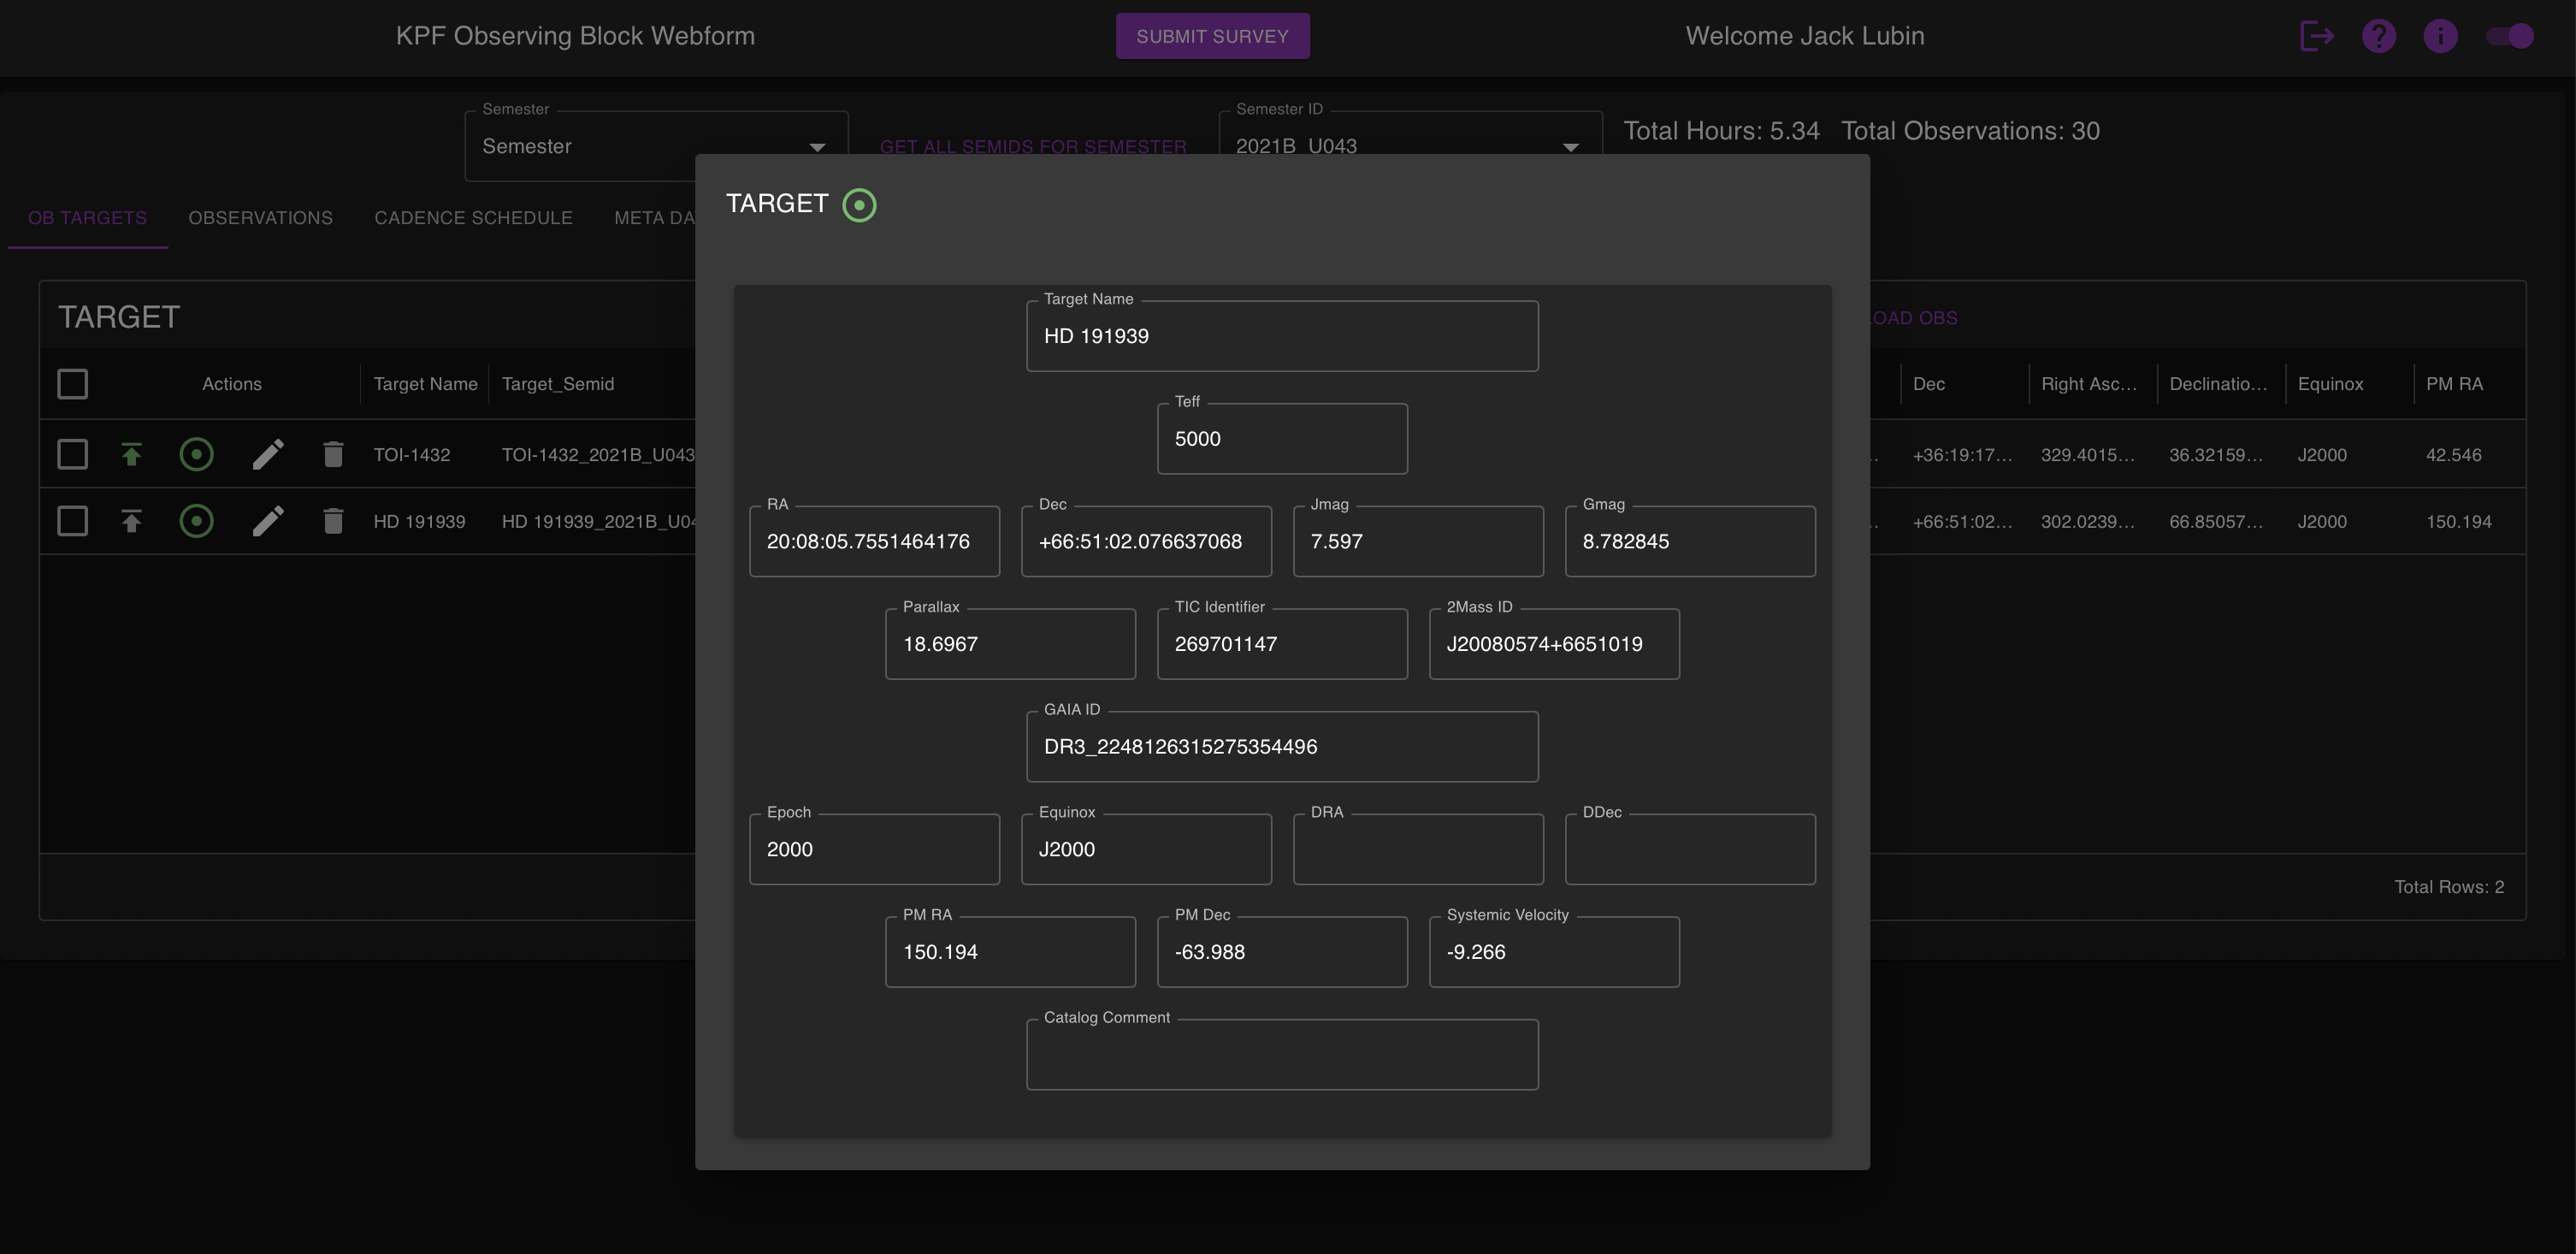 KPF Observing Block Webform
SUBMIT SURVEY
Welcome Jack Lubin
Semester
Semester
GET ALL SEMIDS FOR SEMESTER
Semester ID
2021B_U043
Total Hours: 5.34 Total Observations: 30
OB TARGETS
OBSERVATIONS
CADENCE SCHEDULE
META DA
TARGET
LOAD OBS
Actions
Target Name
Target_Semid
Dec
Right Asc...
Declinatio...
Equinox
PM RA
TOI-1432
TOI-1432_2021B_U043
+36:19:17...
329.4015...
36.32159...
J2000
42.546
HD 191939
HD 191939_2021B_U04
+66:51:02...
302.0239...
66.85057...
J2000
150.194
Total Rows: 2
TARGET
Target Name
HD 191939
Teff
5000
RA
20:08:05.7551464176
Dec
+66:51:02.076637068
Jmag
7.597
Gmag
8.782845
Parallax
18.6967
TIC Identifier
269701147
2Mass ID
J20080574+6651019
GAIA ID
DR3_2248126315275354496
Epoch
2000
Equinox
J2000
DRA
DDec
PM RA
150.194
PM Dec
-63.988
Systemic Velocity
-9.266
Catalog Comment